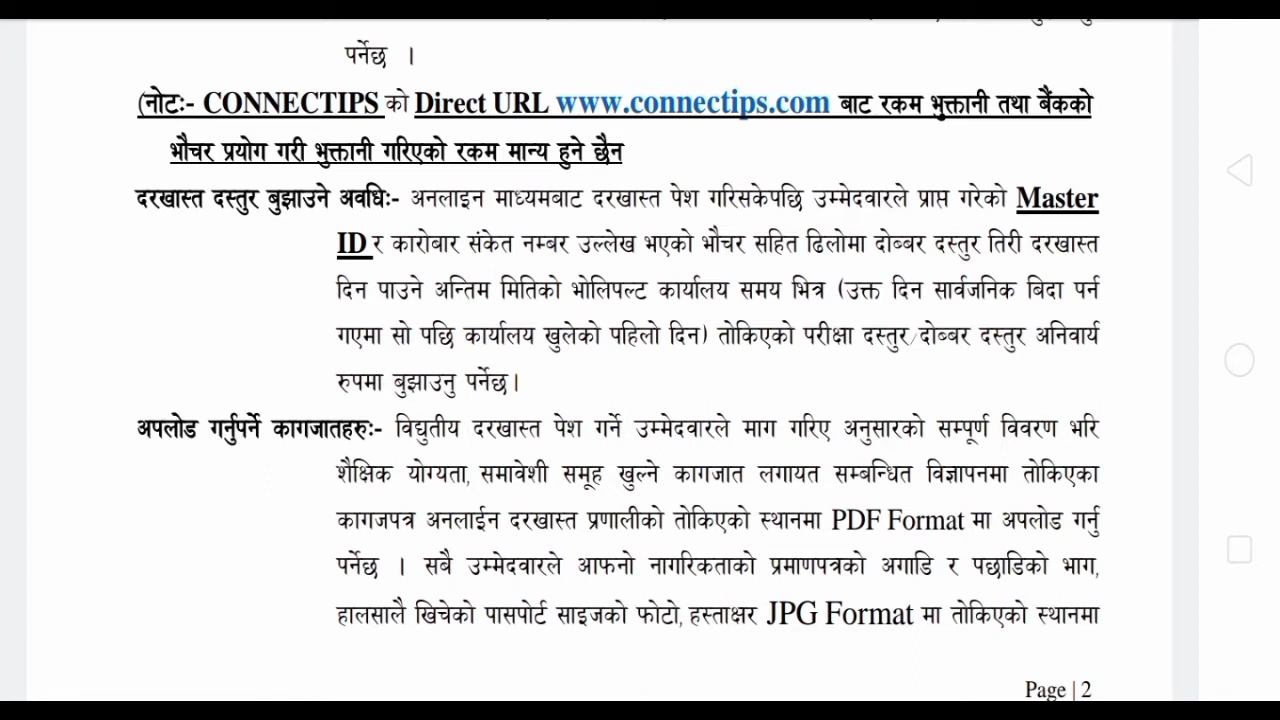 पर्नेछ ।
(नोटः- CONNECTIPS को Direct URL www.connectips.com बाट रकम भुक्तानी तथा बैंकको
भौचर प्रयोग गरी भुक्तानी गरिएको रकम मान्य हुने छैन
दरखास्त दस्तुर बुझाउने अवधिः- अनलाइन माध्यमबाट दरखास्त पेश गरिसकेपछि उम्मेदवारले प्राप्त गरेको Master
ID र कारोबार संकेत नम्बर उल्लेख भएको भौचर सहित ढिलोमा दोब्बर दस्तुर तिरी दरखास्त
दिन पाउने अन्तिम मितिको भोलिपल्ट कार्यालय समय भित्र (उक्त दिन सार्वजनिक बिदा पर्न
गएमा सो पछि कार्यालय खुलेको पहिलो दिन) तोकिएको परीक्षा दस्तुर/दोब्बर दस्तुर अनिवार्य
रुपमा बुझाउनु पर्नेछ।
अपलोड गर्नुपर्ने कागजातहरुः- विद्युतीय दरखास्त पेश गर्ने उम्मेदवारले माग गरिए अनुसारको सम्पूर्ण विवरण भरि
शैक्षिक योग्यता, समावेशी समूह खुल्ने कागजात लगायत सम्बन्धित विज्ञापनमा तोकिएका
कागजपत्र अनलाईन दरखास्त प्रणालीको तोकिएको स्थानमा PDF Format मा अपलोड गर्नु
पर्नेछ । सबै उम्मेदवारले आफनो नागरिकताको प्रमाणपत्रको अगाडि र पछाडिको भाग,
हालसालै खिचेको पासपोर्ट साइजको फोटो, हस्ताक्षर JPG Format मा तोकिएको स्थानमा
Page | 2